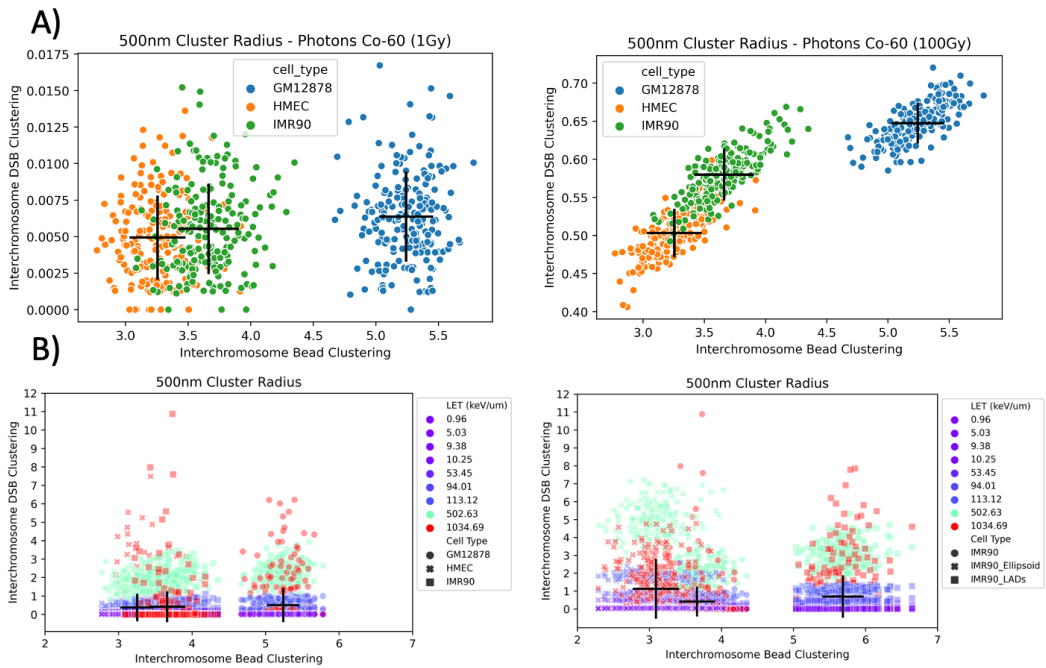 A)
500nm Cluster Radius - Photons Co-60 (1Gy)
Interchromosome DSB Clustering
0.0175
0.0150
0.0125
0.0100
0.0075
0.0050
0.0025
0.0000
cell_type
GM12878
HMEC
IMR90
3.0 3.5 4.0 4.5 5.0 5.5
Interchromosome Bead Clustering
500nm Cluster Radius - Photons Co-60 (100Gy)
Interchromosome DSB Clustering
0.70
0.65
0.60
0.55
0.50
0.45
0.40
cell_type
GM12878
HMEC
IMR90
3.0 3.5 4.0 4.5 5.0 5.5
Interchromosome Bead Clustering
B)
500nm Cluster Radius
Interchromosome DSB Clustering
12
11
10
9
8
7
6
5
4
3
2
1
0
2 3 4 5 6 7
Interchromosome Bead Clustering
LET (keV/um)
0.96
5.03
9.38
10.25
53.45
94.01
113.12
502.63
1034.69
Cell Type
GM12878
HMEC
IMR90
500nm Cluster Radius
Interchromosome DSB Clustering
12
11
10
9
8
7
6
5
4
3
2
1
0
2 3 4 5 6 7
Interchromosome Bead Clustering
LET (keV/um)
0.96
5.03
9.38
10.25
53.45
94.01
113.12
502.63
1034.69
Cell Type
IMR90
IMR90_Ellipsoid
IMR90_LADs